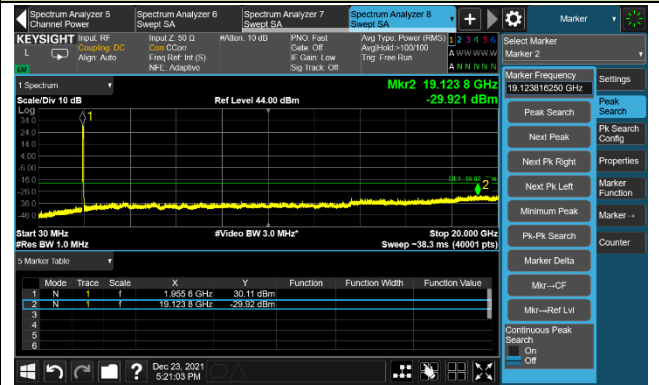 Spectrum Analyzer 5
Channel Power
Spectrum Analyzer 6
Swept SA
Spectrum Analyzer 7
Swept SA
Spectrum Analyzer 8
Swept SA
Marker
KEYSIGHT
L
Input: RF
Coupling: DC
Align: Auto
Input Z: 50 Ω
Corr CCorr
Freq Ref: Int (S)
NFE: Adaptive
#Atten: 10 dB
PNO: Fast
Gate: Off
IF Gain: Low
Sig Track: Off
Avg Type: Power (RMS)
Avg|Hold:>100/100
Trig: Free Run
1 2 3 4 5 6
A W W W W W
A N N N N N
Select Marker
Marker 2
Marker Frequency
19.123816250 GHz
Settings
Peak Search
Next Peak
Next Pk Right
Next Pk Left
Minimum Peak
Pk-Pk Search
Marker Delta
Mkr→CF
Mkr→Ref Lvl
Continuous Peak Search
On
Off
Peak Search
Pk Search Config
Properties
Marker Function
Marker→
Counter
1 Spectrum
Scale/Div 10 dB
Ref Level 44.00 dBm
Mkr2 19.123 8 GHz
-29.921 dBm
Log
34.0
24.0
14.0
4.00
-6.00
-16.0
-26.0
-36.0
-46.0
1
2
Start 30 MHz
#Res BW 1.0 MHz
#Video BW 3.0 MHz*
Stop 20.000 GHz
Sweep ~38.3 ms (40001 pts)
5 Marker Table
Mode Trace Scale X Y Function Function Width Function Value
1 N 1 f 1.955 6 GHz 30.11 dBm
2 N 1 f 19.123 8 GHz -29.92 dBm
3
4
5
6
?
Dec 23, 2021
5:21:03 PM